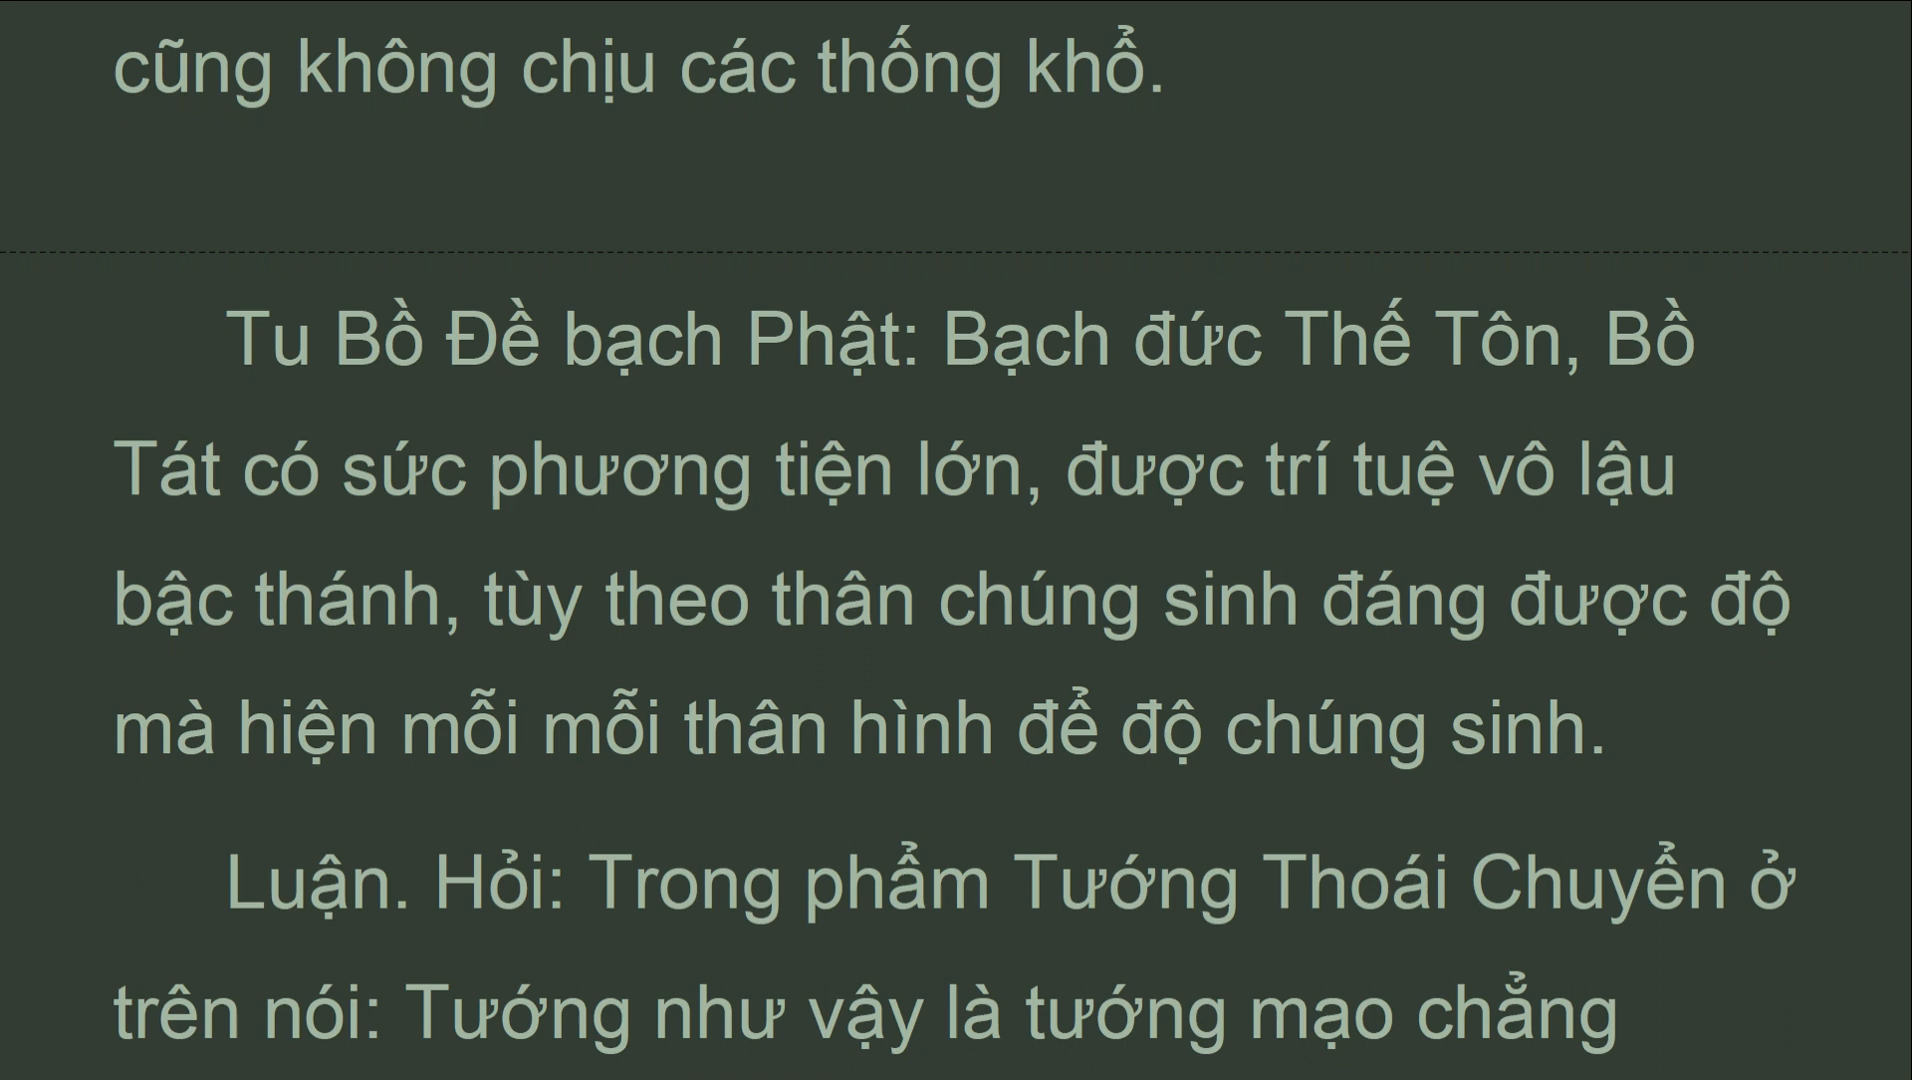 cũng không chịu các thống khổ.
Tu Bồ Đề bạch Phật: Bạch đức Thế Tôn, Bồ
Tát có sức phương tiện lớn, được trí tuệ vô lậu
bậc thánh, tùy theo thân chúng sinh đáng được độ
mà hiện mỗi mỗi thân hình để độ chúng sinh.
Luận. Hỏi: Trong phẩm Tướng Thoái Chuyển ở
trên nói: Tướng như vậy là tướng mạo chẳng